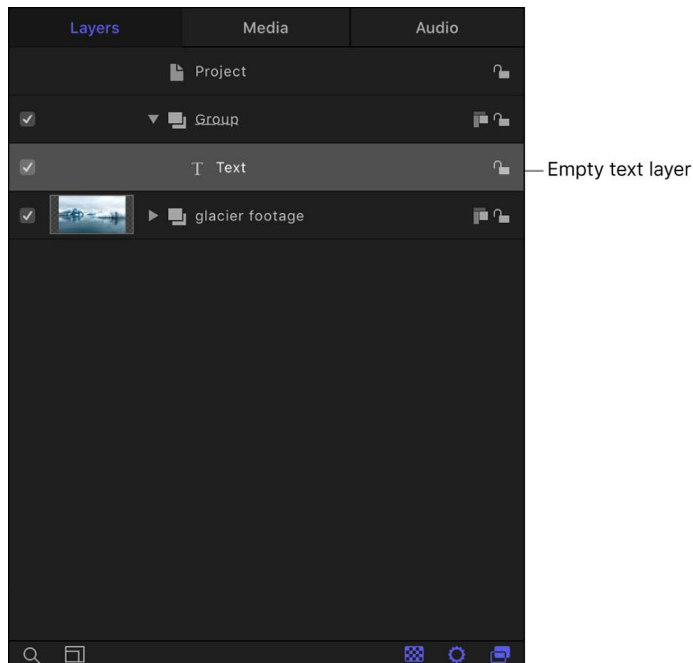 Layers Media Audio
Project
Group
Text
Empty text layer
glacier footage